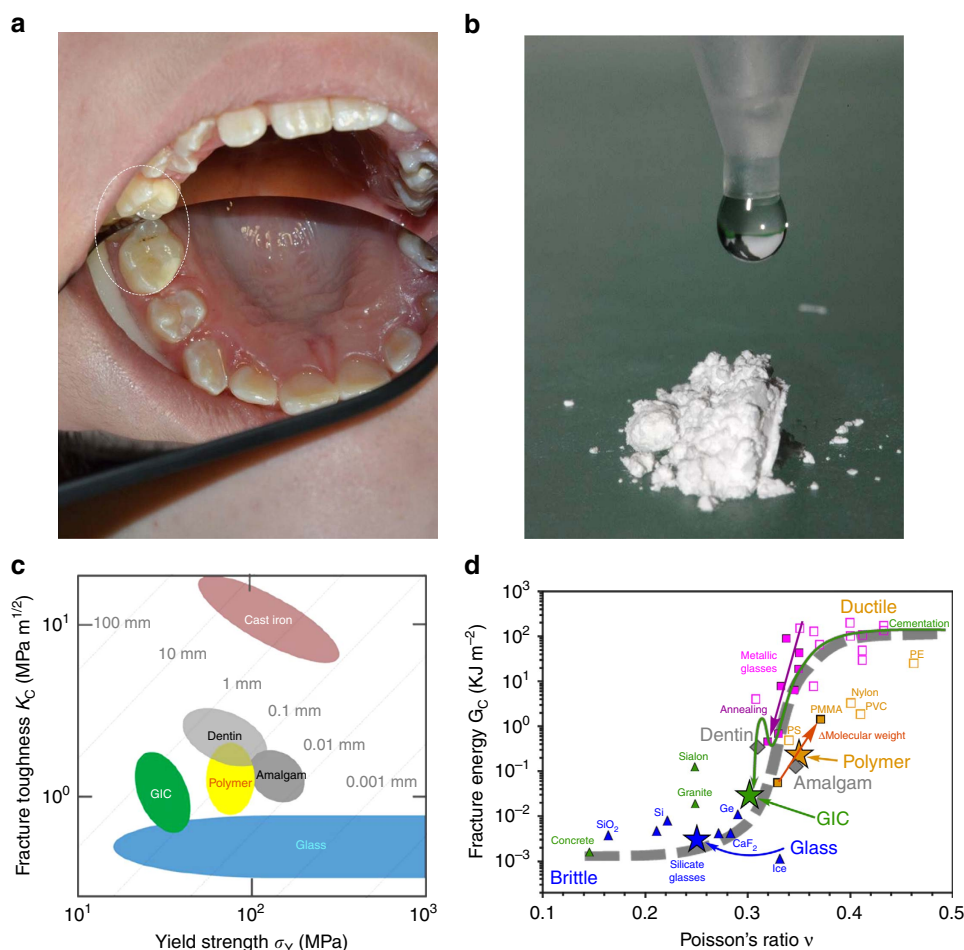 a
b
c
Fracture toughness K_C (MPa m^{1/2})
10^1
10^0
100 mm
10 mm
1 mm
0.1 mm
0.01 mm
0.001 mm
Cast iron
Dentin
Polymer
Amalgam
GIC
Glass
10^1
10^2
10^3
Yield strength σ_Y (MPa)
d
Fracture energy G_C (KJ m^{−2})
10^3
10^2
10^1
10^0
10^{−1}
10^{−2}
10^{−3}
Ductile
Cementation
Metallic
glasses
PE
Annealing
Nylon
PMMA
PVC
Dentin
PS
ΔMolecular weight
Polymer
Sialon
Amalgam
Granite
GIC
Si
Ge
SiO_2
CaF_2
Concrete
Glass
Silicate
glasses
Ice
Brittle
0.1
0.2
0.3
0.4
0.5
Poisson's ratio ν